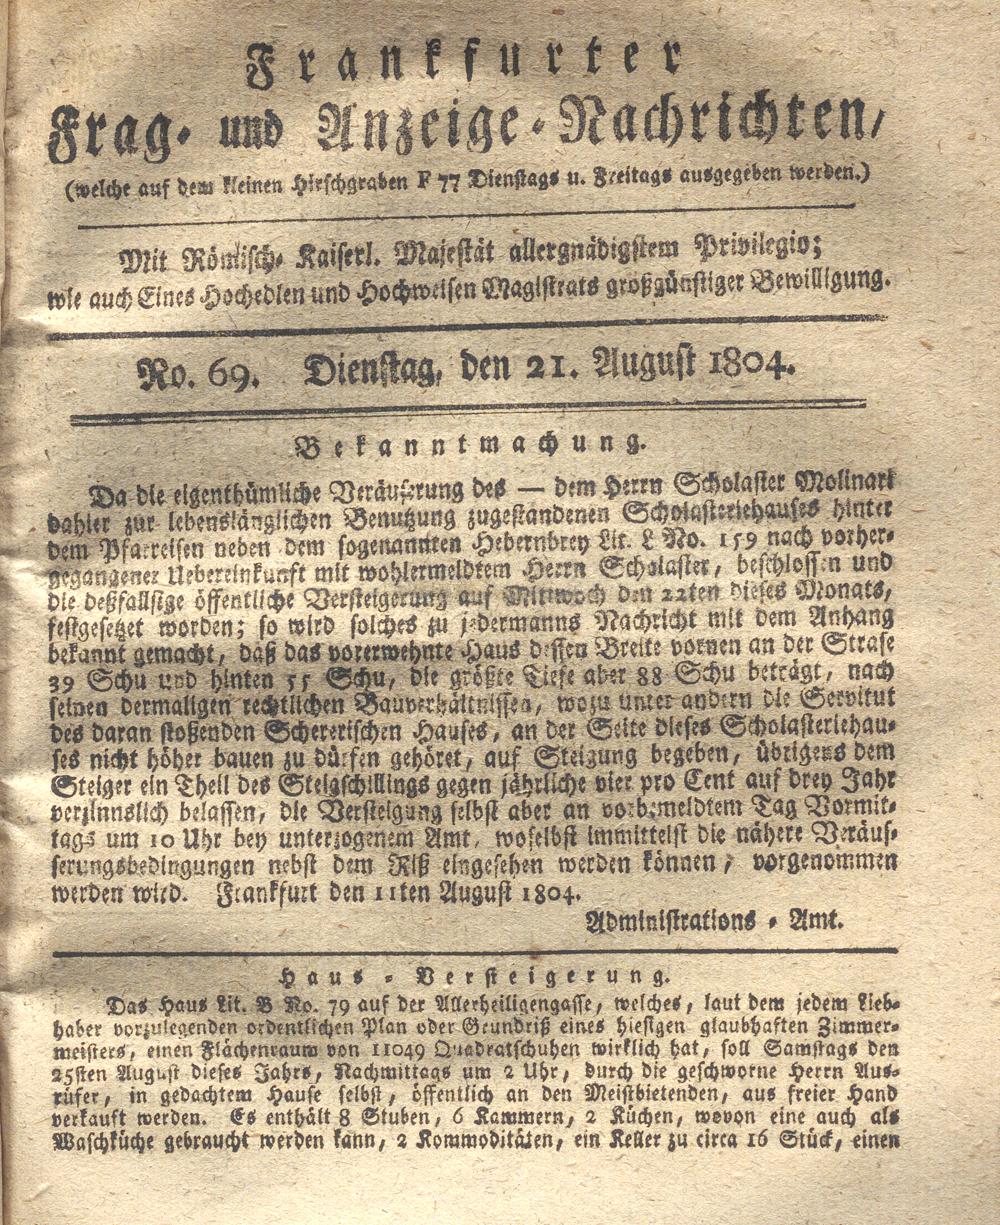 Frankfurter
Frag- und Anzeige-Nachrichten,
(welche auf dem kleinen Hirschgraben F 77 Dienstags u. Freitags ausgegeben werden.)
Mit Römisch- Kaiserl. Majestät allergnädigstem Privilegio;
wie auch Eines Hochedlen und Hochweisen Magistrats großgünstiger Bewilligung.
No. 69. Dienstag, den 21. August 1804.
Bekanntmachung.
Da die eigenthümliche Veräuserung des — dem Herrn Scholaster Molinari
dahier zur lebenslänglichen Benutzung zugestandenen Scholasteriehauses hinter
dem Pfarreisen neben dem sogenannten Hebernbrey Lit. L No. 159 nach vorher-
gegangener Uebereinkunft mit wohlermeldtem Herrn Scholaster, beschlossen und
die deßfallsige öffentliche Versteigerung auf Mittwoch den 22ten dieses Monats,
festgesetzet worden; so wird solches zu jedermanns Nachricht mit dem Anhang
bekannt gemacht, daß das vorerwehnte Haus dessen Breite vornen an der Strase
39 Schu und hinten 55 Schu, die größte Tiefe aber 88 Schu beträgt, nach
seinen dermaligen rechtlichen Bauverhältnissen, wozu unter andern die Servitut
des daran stoßenden Schererischen Hauses, an der Seite dieses Scholasteriehau-
ses nicht höher bauen zu dürfen gehöret, auf Steigung begeben, übrigens dem
Steiger ein Theil des Steigschillings gegen jährliche vier pro Cent auf drey Jahr
verzinnslich belassen, die Versteigung selbst aber an vorbemeldtem Tag Vormit-
tags um 10 Uhr bey unterzogenem Amt, woselbst immittelst die nähere Veräus-
serungsbedingungen nebst dem Riß eingesehen werden können, vorgenommen
werden wird. Frankfurt den 11ten August 1804.
Administrations - Amt.
Haus - Versteigerung.
Das Haus Lit. B No. 79 auf der Allerheiligengasse, welches, laut dem jedem Lieb-
haber vorzulegenden ordentlichen Plan oder Grundriß eines hiesigen glaubhaften Zimmer-
meisters, einen Flächenraum von 11049 Quadratschuhen wirklich hat, soll Samstags den
25sten August dieses Jahrs, Nachmittags um 2 Uhr, durch die geschworne Herrn Aus-
rüfer, in gedachtem Hause selbst, öffentlich an den Meistbietenden, aus freier Hand
verkauft werden. Es enthält 8 Stuben, 6 Kammern, 2 Küchen, wovon eine auch als
Waschküche gebraucht werden kann, 2 Kommoditäten, ein Keller zu circa 16 Stück, einen